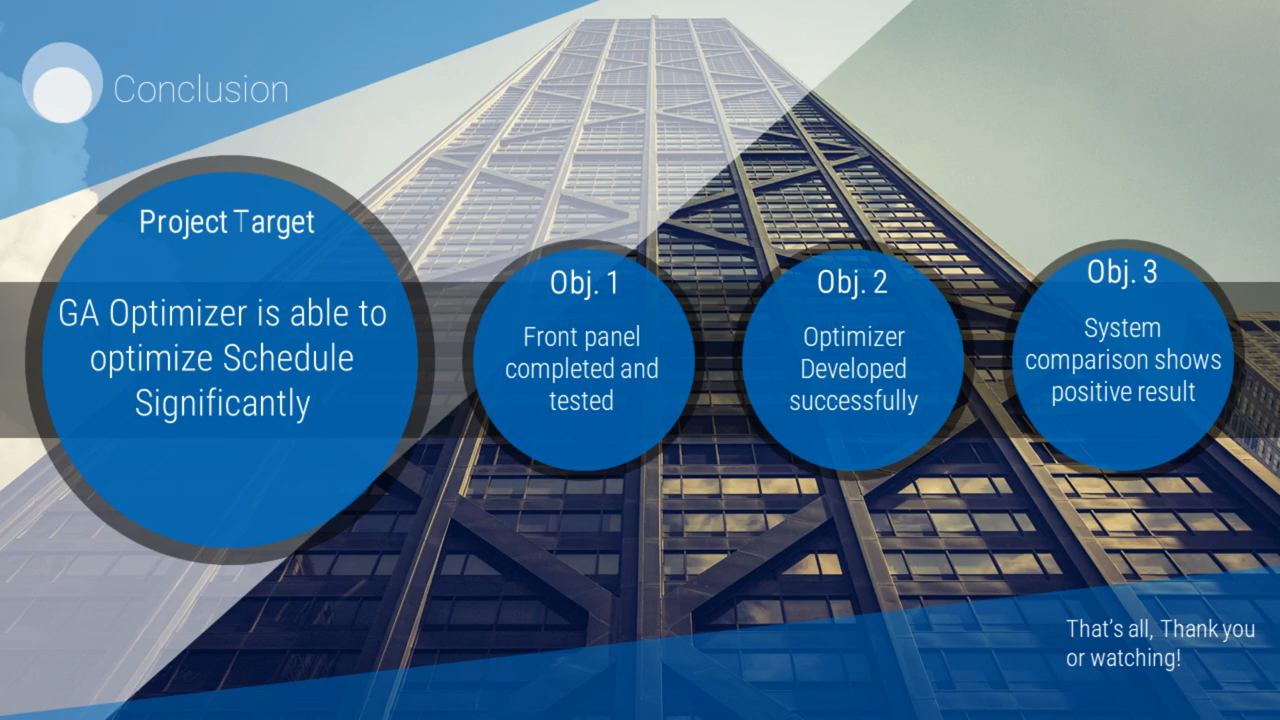 Conclusion
Project Target
GA Optimizer is able to
optimize Schedule
Significantly
Obj. 1
Front panel
completed and
tested
Obj. 2
Optimizer
Developed
successfully
Obj. 3
System
comparison shows
positive result
That's all, Thank you
or watching!